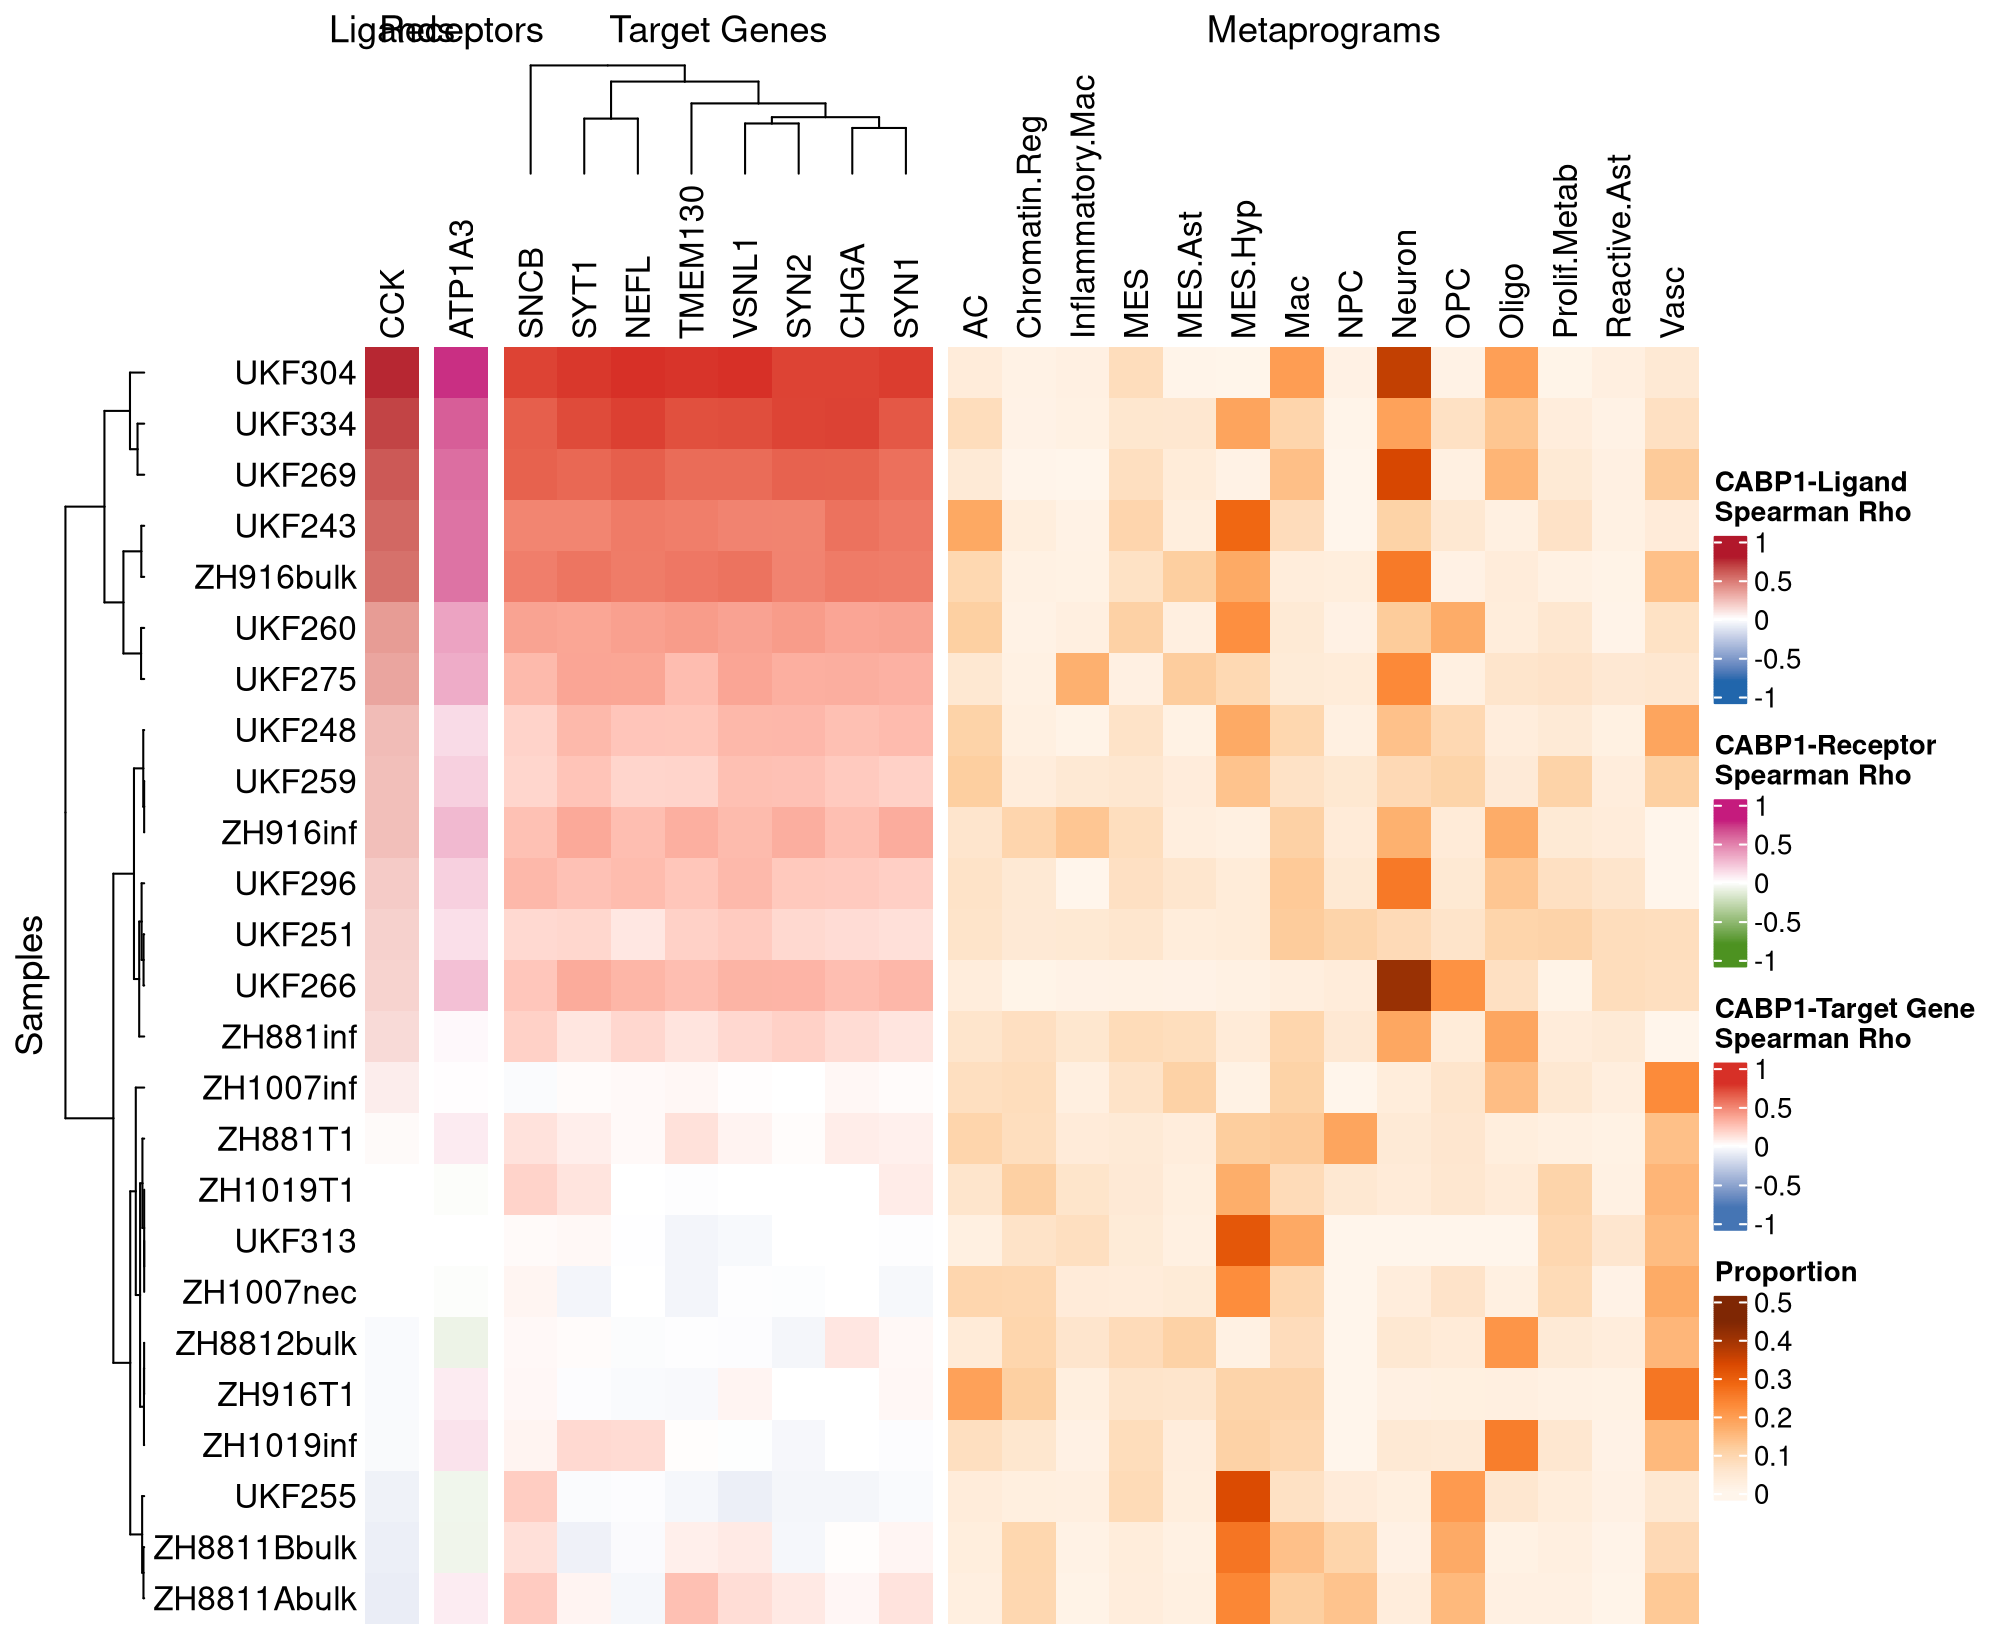 Ligands Receptors Target Genes Metaprograms
CCK ATP1A3 SNCB SYT1 NEFL TMEM130 VSNL1 SYN2 CHGA SYN1 AC Chromatin.Reg Inflammatory.Mac MES MES.Ast MES.Hyp Mac NPC Neuron OPC Oligo Prolif.Metab Reactive.Ast Vasc
Samples
UKF304
UKF334
UKF269
UKF243
ZH916bulk
UKF260
UKF275
UKF248
UKF259
ZH916inf
UKF296
UKF251
UKF266
ZH881inf
ZH1007inf
ZH881T1
ZH1019T1
UKF313
ZH1007nec
ZH8812bulk
ZH916T1
ZH1019inf
UKF255
ZH8811Bbulk
ZH8811Abulk
CABP1-Ligand
Spearman Rho
1
0.5
0
-0.5
-1
CABP1-Receptor
Spearman Rho
1
0.5
0
-0.5
-1
CABP1-Target Gene
Spearman Rho
1
0.5
0
-0.5
-1
Proportion
0.5
0.4
0.3
0.2
0.1
0